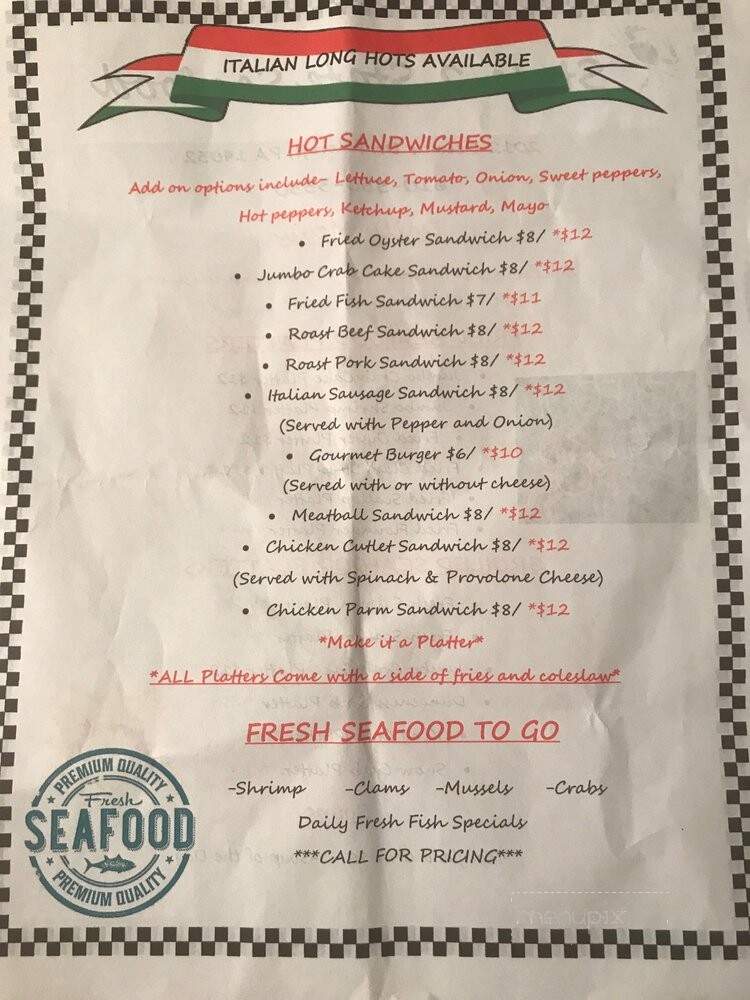 ITALIAN LONG HOTS AVAILABLE
HOT SANDWICHES
Add on options include- Lettuce, Tomato, Onion, Sweet peppers,
Hot peppers, Ketchup, Mustard, Mayo
• Fried Oyster Sandwich $8/ *$12
• Jumbo Crab Cake Sandwich $8/ *$12
• Fried Fish Sandwich $7/ *$11
• Roast Beef Sandwich $8/ *$12
• Roast Pork Sandwich $8/ *$12
• Italian Sausage Sandwich $8/ *$12
(Served with Pepper and Onion)
• Gourmet Burger $6/ *$10
(Served with or without cheese)
• Meatball Sandwich $8/ *$12
• Chicken Cutlet Sandwich $8/ *$12
(Served with Spinach & Provolone Cheese)
• Chicken Parm Sandwich $8/ *$12
*Make it a Platter*
*ALL Platters Come with a side of fries and coleslaw*
FRESH SEAFOOD TO GO
-Shrimp -Clams -Mussels -Crabs
Daily Fresh Fish Specials
***CALL FOR PRICING***
PREMIUM QUALITY
Fresh
SEAFOOD
PREMIUM QUALITY